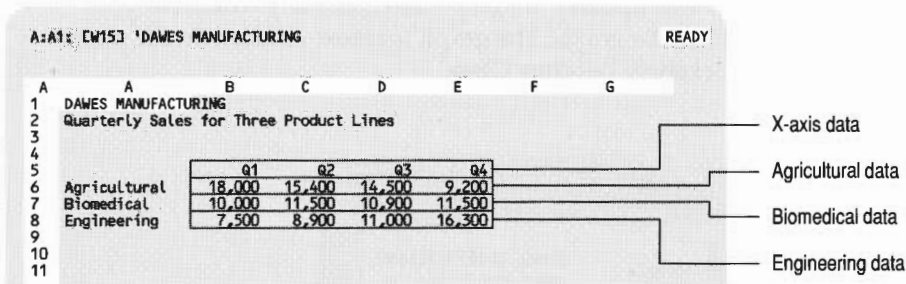 A:A1: [W15] 'DAWES MANUFACTURING READY
A A B C D E F G
1 DAWES MANUFACTURING
2 Quarterly Sales for Three Product Lines
3
4
5 Q1 Q2 Q3 Q4
6 Agricultural 18,000 15,400 14,500 9,200
7 Biomedical 10,000 11,500 10,900 11,500
8 Engineering 7,500 8,900 11,000 16,300
9
10
11
X-axis data
Agricultural data
Biomedical data
Engineering data